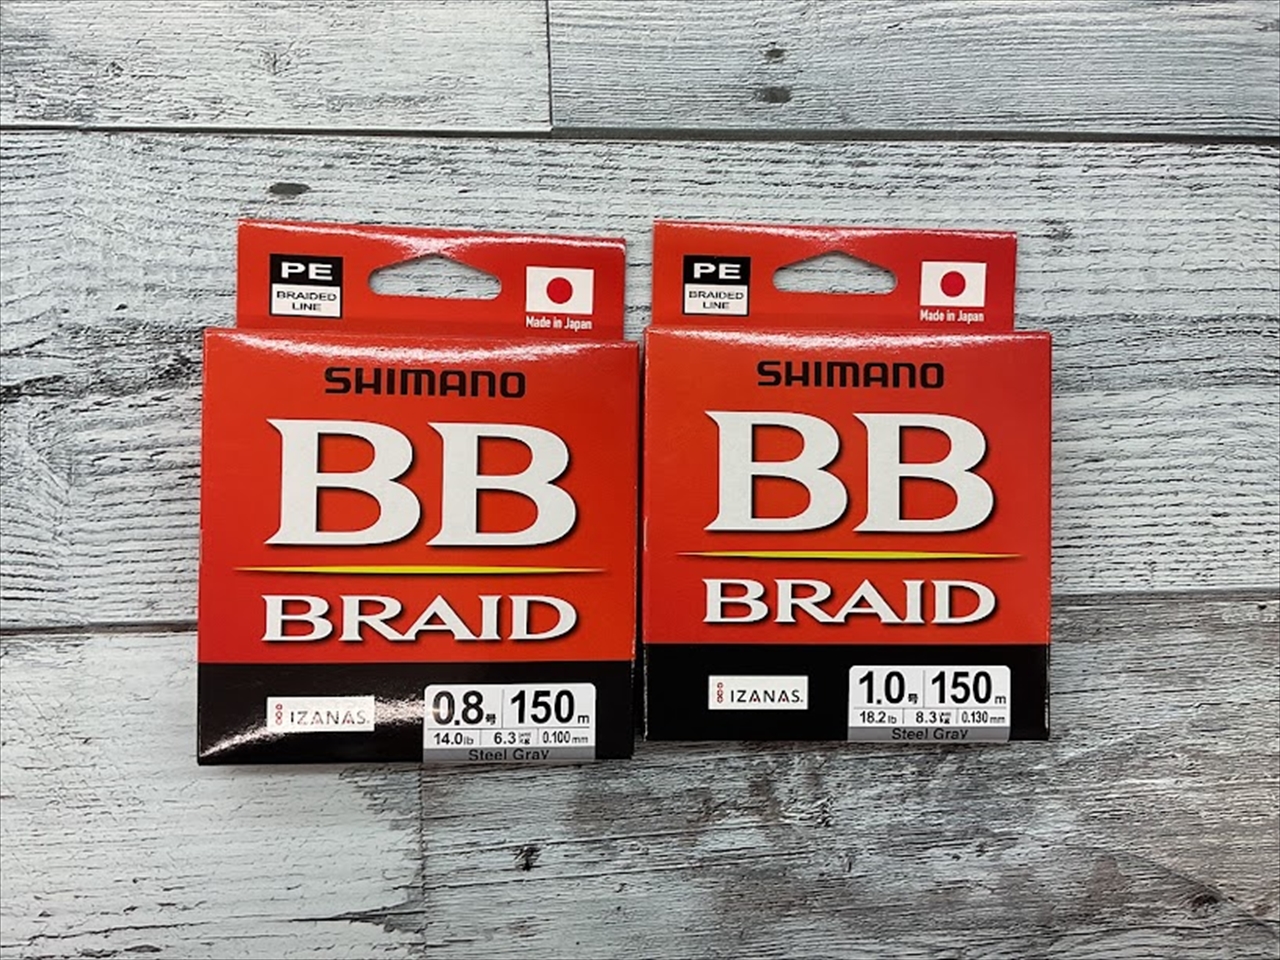 PE
BRAIDED
LINE
Made in Japan
SHIMANO
BB
BRAID
IZANAS.
0.8号 150m
14.0lb 6.3kg 0.100mm
Steel Gray
PE
BRAIDED
LINE
Made in Japan
SHIMANO
BB
BRAID
IZANAS.
1.0号 150m
18.2lb 8.3kg 0.130mm
Steel Gray